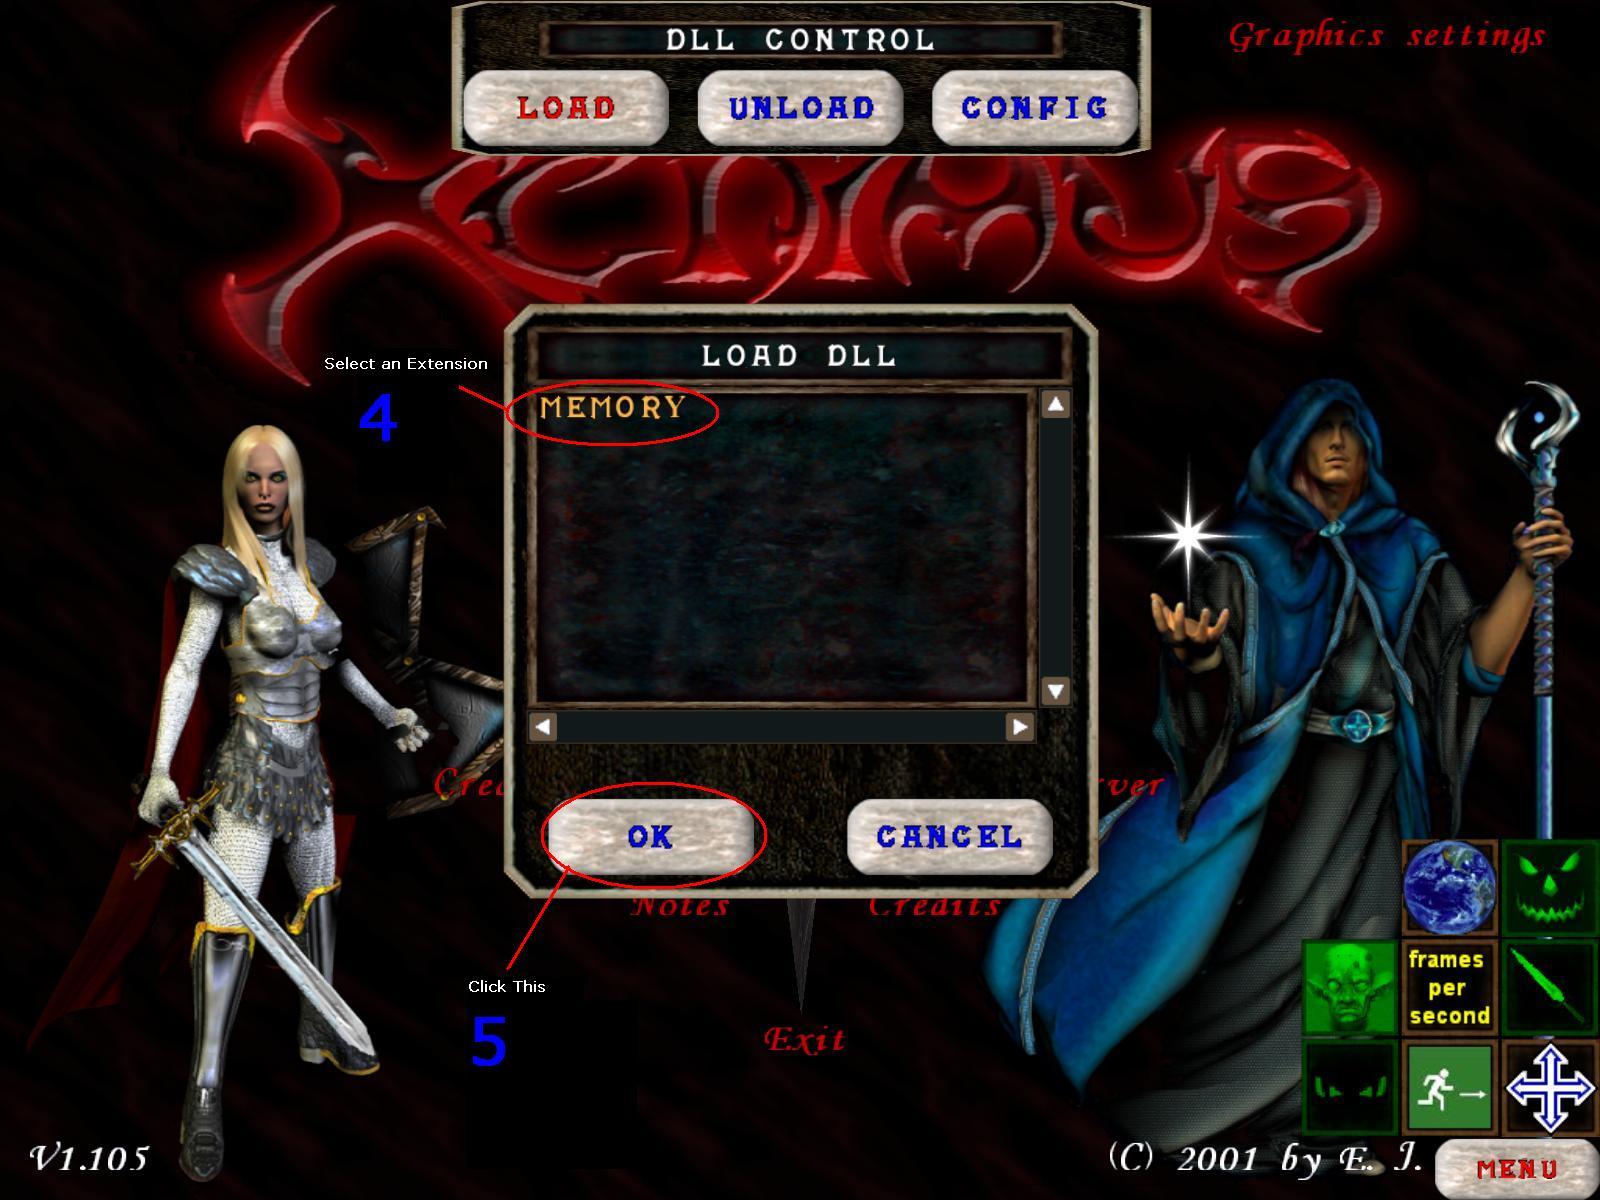 DLL CONTROL
Graphics settings
LOAD UNLOAD CONFIG
XENIMUS
LOAD DLL
Select an Extension
4
MEMORY
OK CANCEL
Notes Credits
Click This
5
Exit
frames
per
second
V1.105
(C) 2001 by E. J.
MENU